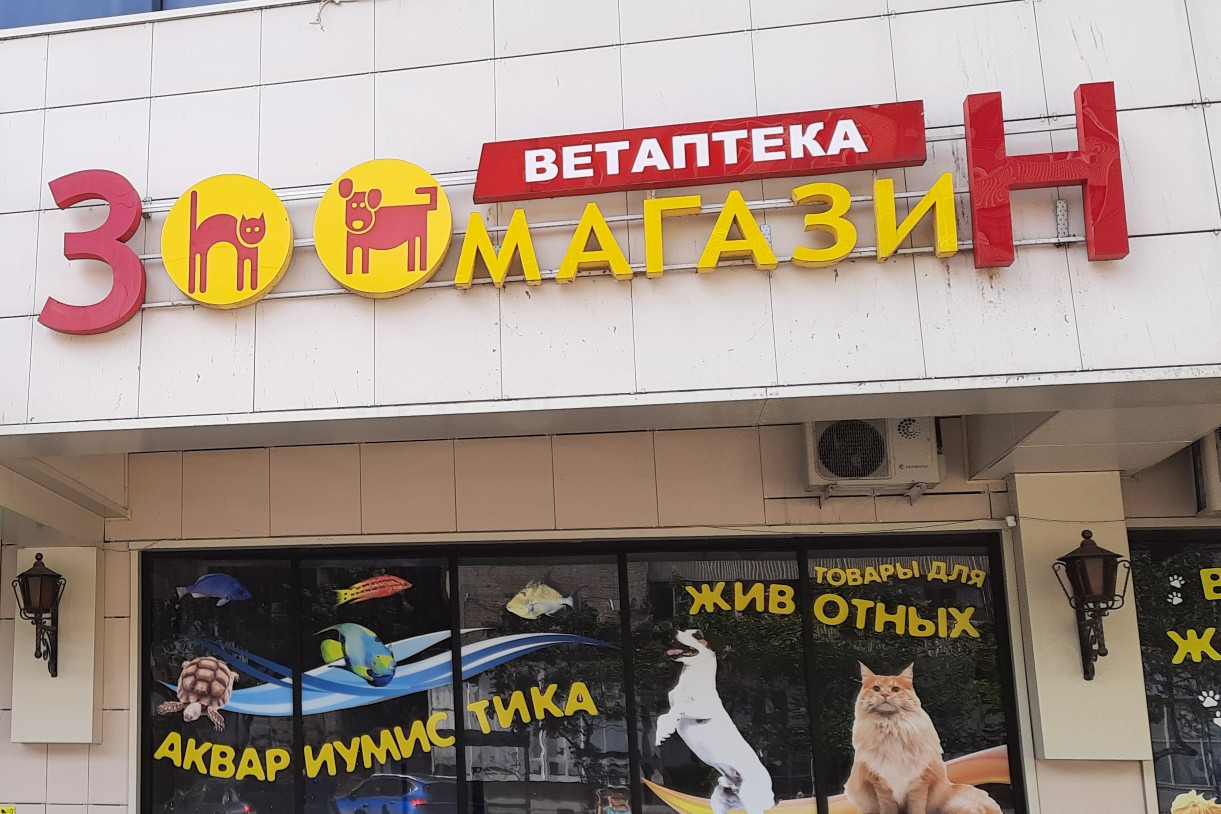 ВЕТАПТЕКА
ЗООМАГАЗИН
ТОВАРЫ ДЛЯ
ЖИВОТНЫХ
АКВАРИУМИСТИКА
В
Ж